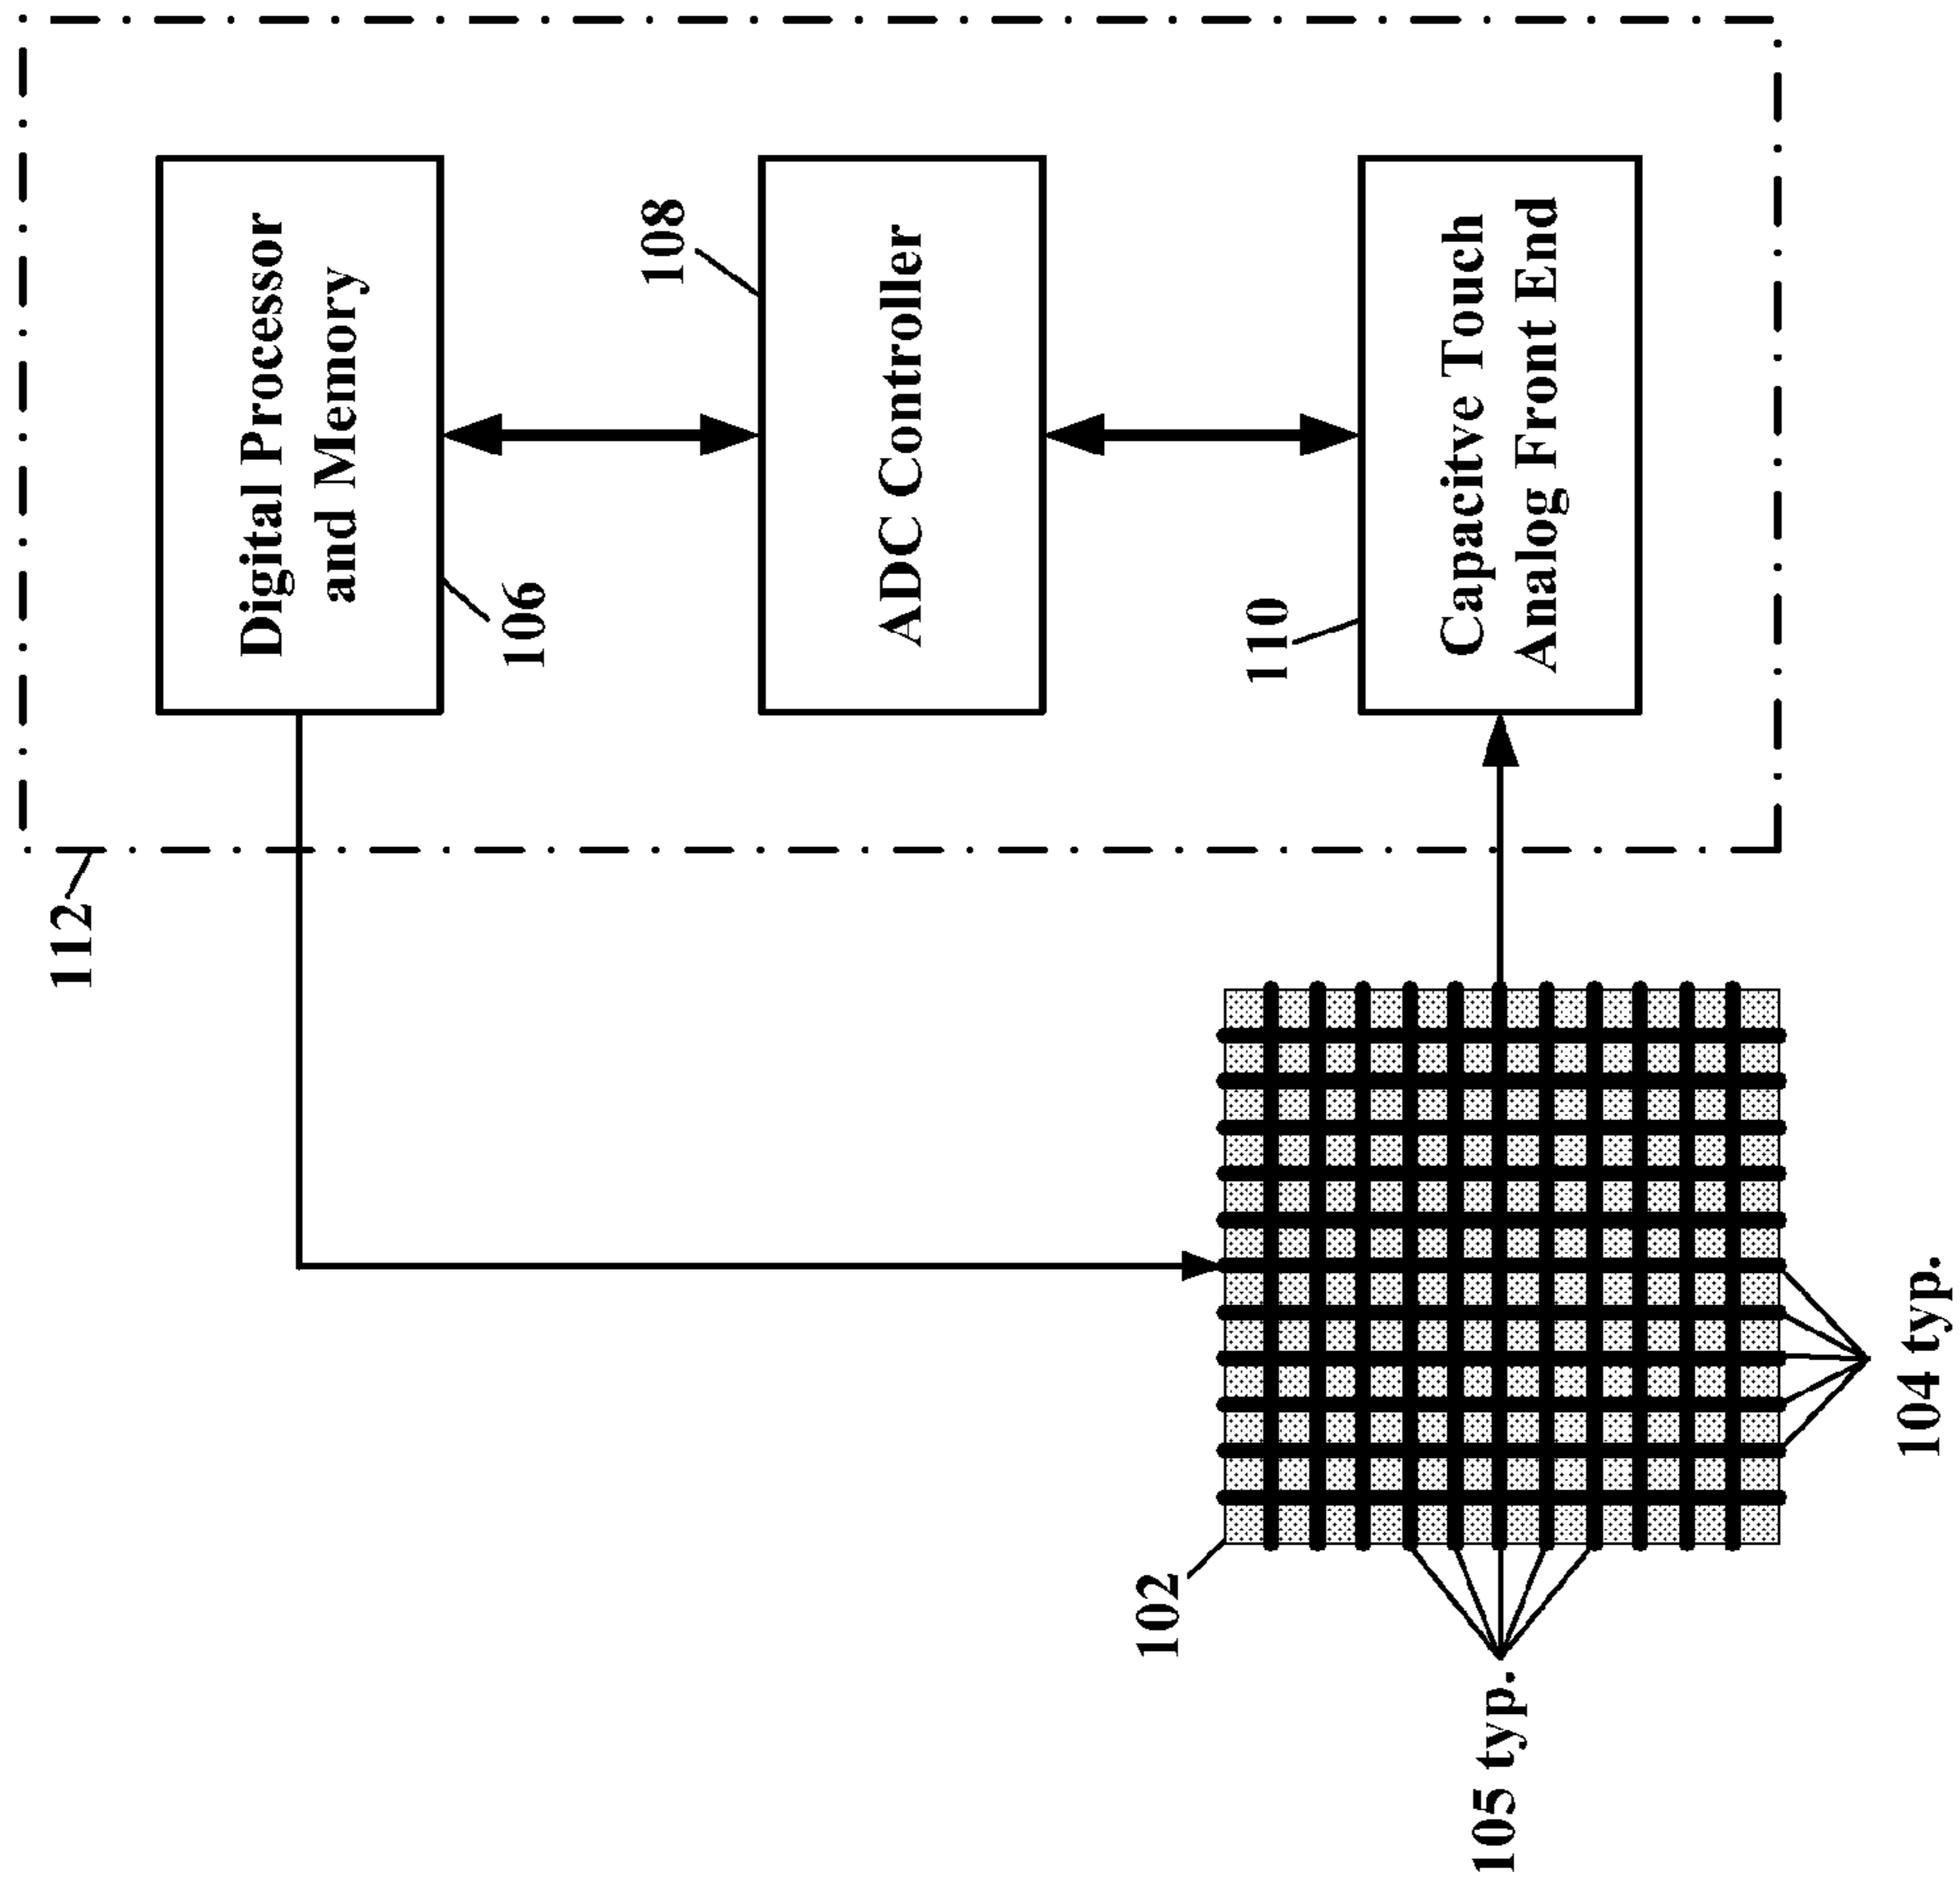 112
Digital Processor
and Memory
106
108
ADC Controller
110
Capacitve Touch
Analog Front End
102
105 typ.
104 typ.